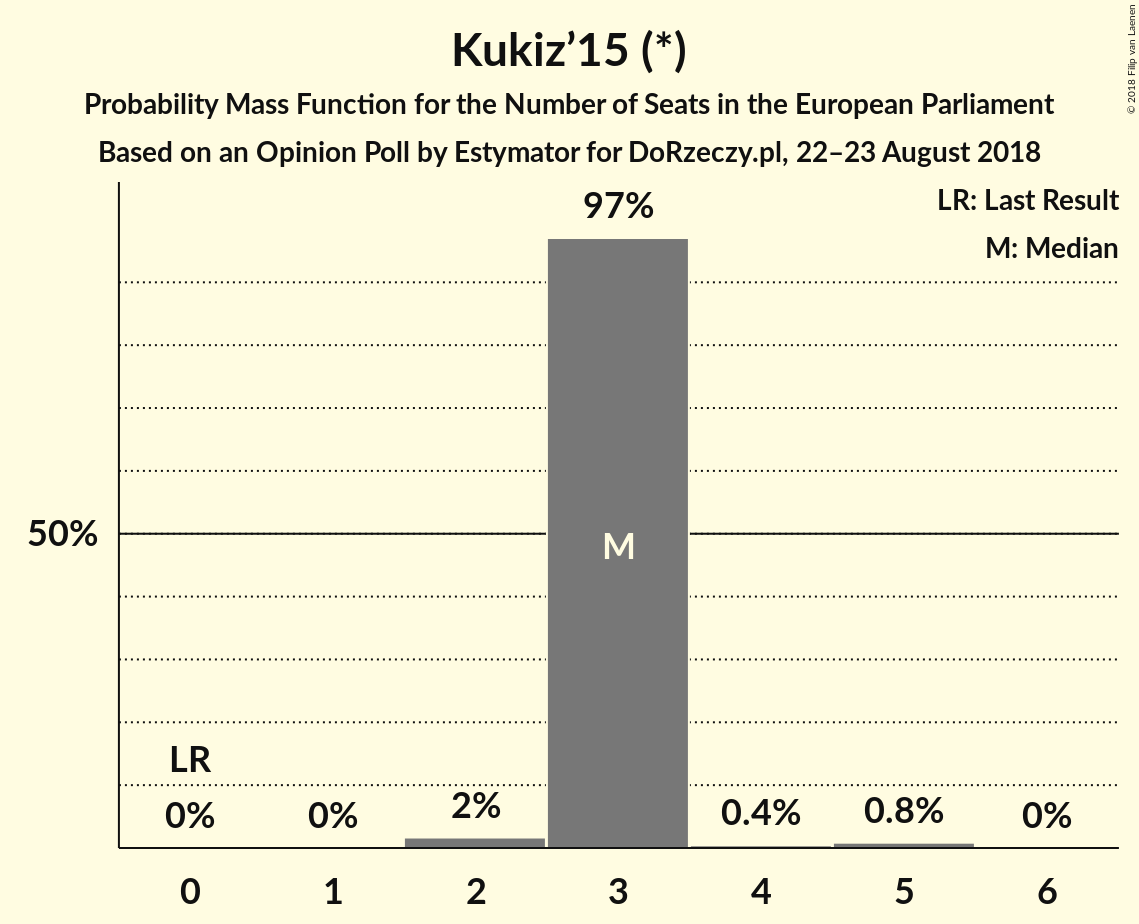 Kukiz’15 (*)
Probability Mass Function for the Number of Seats in the European Parliament
Based on an Opinion Poll by Estymator for DoRzeczy.pl, 22–23 August 2018
© 2018 Filip van Laenen
LR: Last Result
M: Median
97%
50%
M
LR
0%
0%
2%
0.4%
0.8%
0%
0
1
2
3
4
5
6